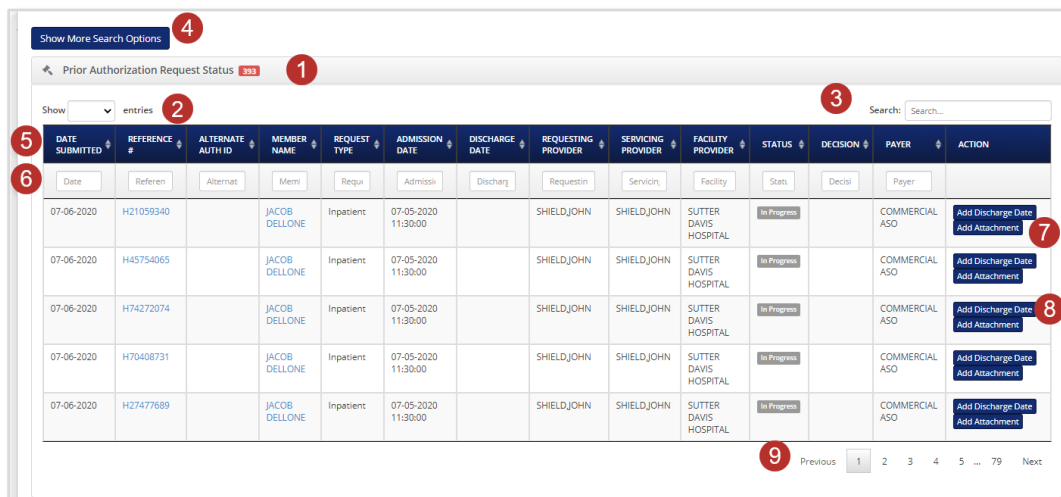 Show More Search Options 4
Prior Authorization Request Status 393 1
Show entries 2 3 Search: Search...
5 DATE SUBMITTED REFERENCE # ALTERNATE AUTH ID MEMBER NAME REQUEST TYPE ADMISSION DATE DISCHARGE DATE REQUESTING PROVIDER SERVICING PROVIDER FACILITY PROVIDER STATUS DECISION PAYER ACTION
6 Date Referen Alternat Meml Reque Admissic Discharg Requestin Servicin Facility Statu Decisi Payer
07-06-2020 H21059340 JACOB DELLONE Inpatient 07-05-2020 11:30:00 SHIELD,JOHN SHIELD,JOHN SUTTER DAVIS HOSPITAL In Progress COMMERCIAL ASO Add Discharge Date Add Attachment 7
07-06-2020 H45754065 JACOB DELLONE Inpatient 07-05-2020 11:30:00 SHIELD,JOHN SHIELD,JOHN SUTTER DAVIS HOSPITAL In Progress COMMERCIAL ASO Add Discharge Date Add Attachment
07-06-2020 H74272074 JACOB DELLONE Inpatient 07-05-2020 11:30:00 SHIELD,JOHN SHIELD,JOHN SUTTER DAVIS HOSPITAL In Progress COMMERCIAL ASO Add Discharge Date Add Attachment 8
07-06-2020 H70408731 JACOB DELLONE Inpatient 07-05-2020 11:30:00 SHIELD,JOHN SHIELD,JOHN SUTTER DAVIS HOSPITAL In Progress COMMERCIAL ASO Add Discharge Date Add Attachment
07-06-2020 H27477689 JACOB DELLONE Inpatient 07-05-2020 11:30:00 SHIELD,JOHN SHIELD,JOHN SUTTER DAVIS HOSPITAL In Progress COMMERCIAL ASO Add Discharge Date Add Attachment
9 Previous 1 2 3 4 5 ... 79 Next